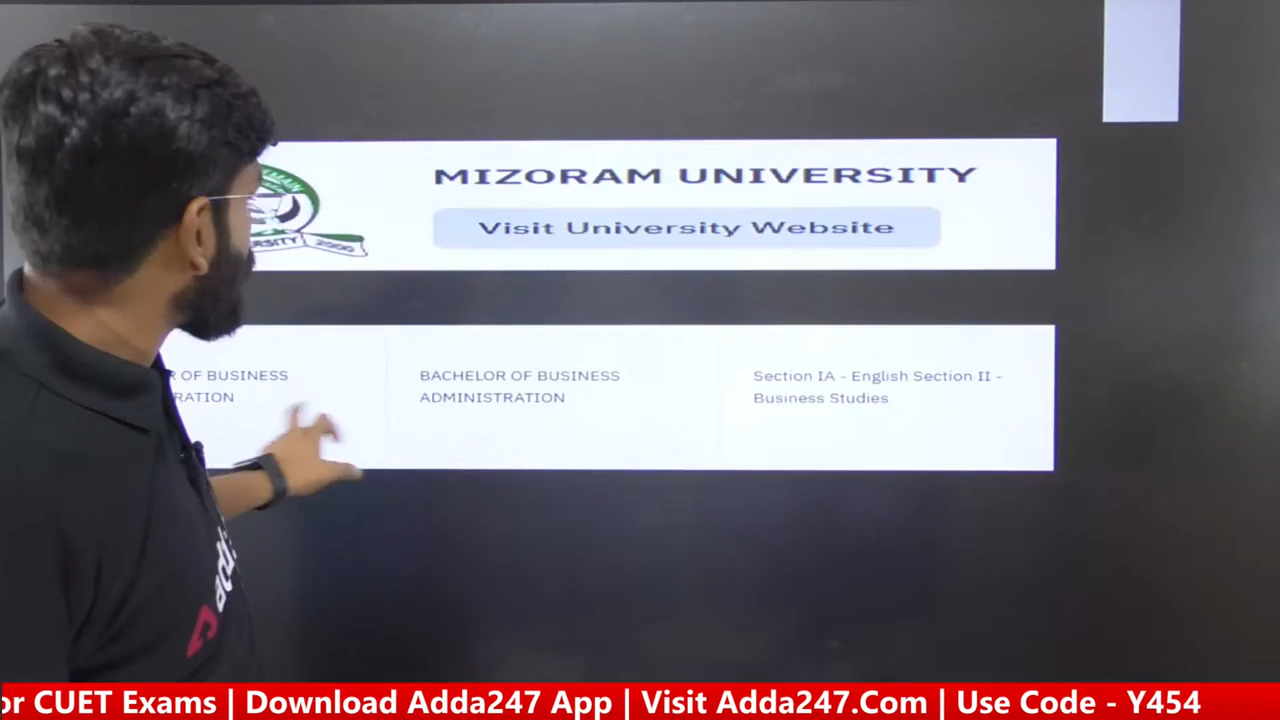 MIZORAM UNIVERSITY
Visit University Website
2000
OF BUSINESS
BACHELOR OF BUSINESS
ADMINISTRATION
Section IA - English Section II -
Business Studies
CUET Exams | Download Adda247 App | Visit Adda247.Com | Use Code - Y454